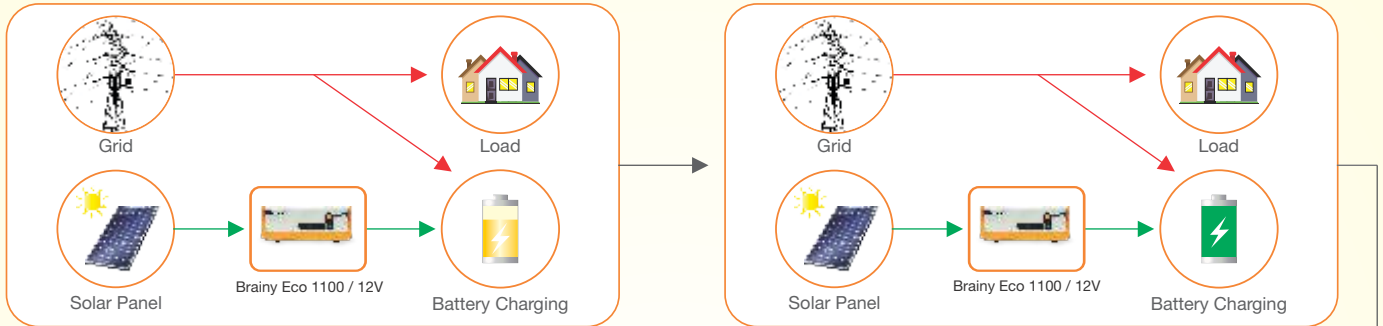 Grid
Load
Solar Panel
Brainy Eco 1100 / 12V
Battery Charging
Grid
Load
Solar Panel
Brainy Eco 1100 / 12V
Battery Charging